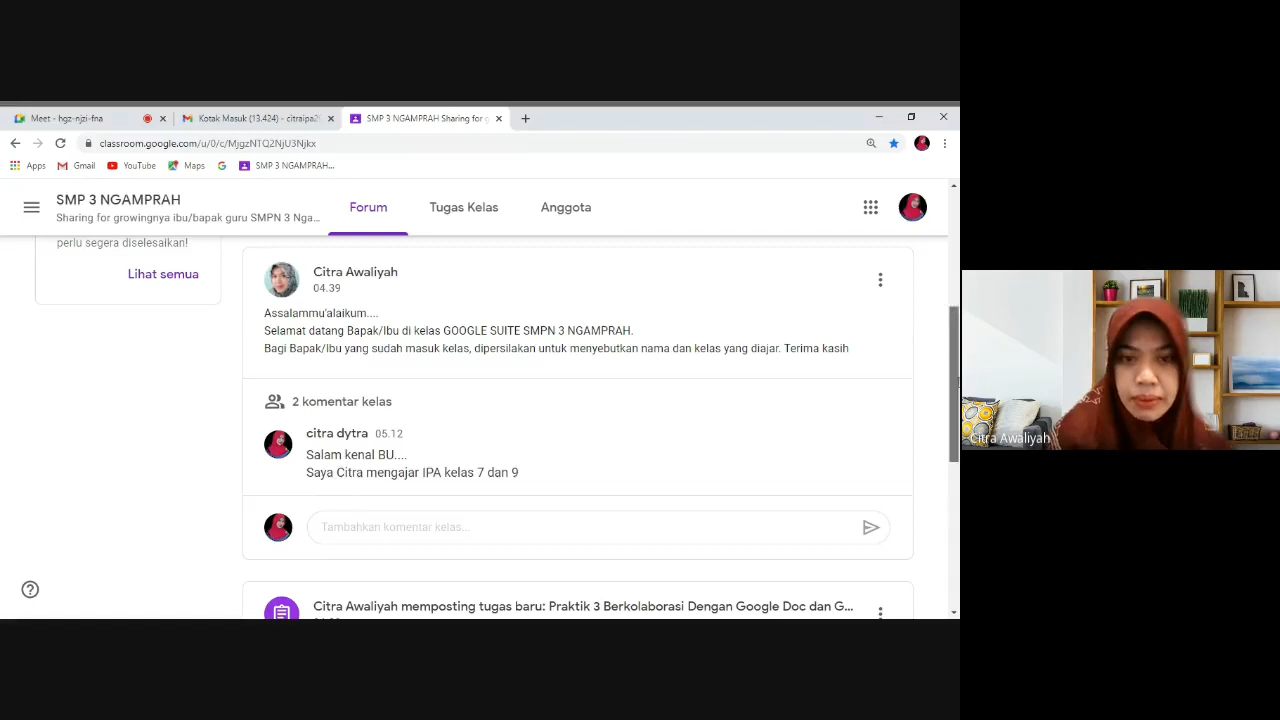 Meet - hgz-njzi-fna
Kotak Masuk (13.424) - citraipa2
SMP 3 NGAMPRAH Sharing for g
classroom.google.com/u/0/c/MjgzNTQ2NjU3Njkx
Apps
Gmail
YouTube
Maps
SMP 3 NGAMPRAH...
SMP 3 NGAMPRAH
Sharing for growingnya ibu/bapak guru SMPN 3 Nga...
Forum
Tugas Kelas
Anggota
perlu segera diselesaikan!
Lihat semua
Citra Awaliyah
04.39
Assalammu'alaikum....
Selamat datang Bapak/Ibu di kelas GOOGLE SUITE SMPN 3 NGAMPRAH.
Bagi Bapak/Ibu yang sudah masuk kelas, dipersilakan untuk menyebutkan nama dan kelas yang diajar. Terima kasih
2 komentar kelas
citra dytra 05.12
Salam kenal BU....
Saya Citra mengajar IPA kelas 7 dan 9
Tambahkan komentar kelas...
Citra Awaliyah memposting tugas baru: Praktik 3 Berkolaborasi Dengan Google Doc dan G...
Citra Awaliyah